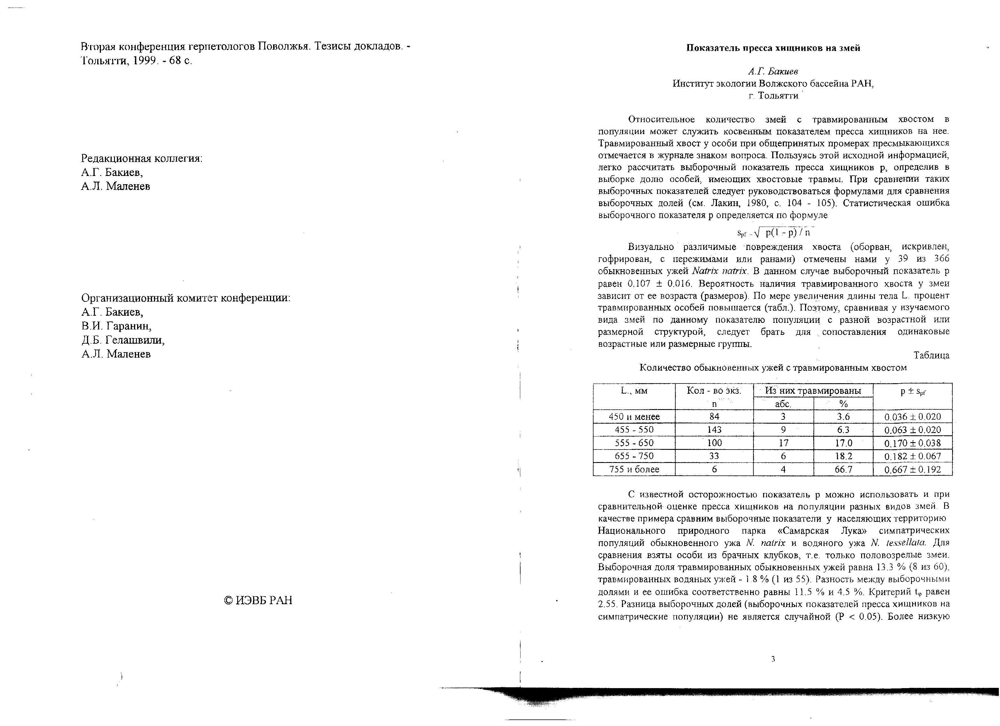 Вторая конференция герпетологов Поволжья. Тезисы докладов. -
Тольятти, 1999. - 68 с.
Редакционная коллегия:
А.Г. Бакиев,
А.Л. Маленев
Организационный комитет конференции:
А.Г. Бакиев,
В.И. Гаранин,
Д.Б. Гелашвили,
А.Л. Маленев
© ИЭВБ РАН
Показатель пресса хищников на змей
А.Г. Бакиев
Институт экологии Волжского бассейна РАН,
г. Тольятти
Относительное количество змей с травмированным хвостом в
популяции может служить косвенным показателем пресса хищников на нее.
Травмированный хвост у особи при общепринятых промерах пресмыкающихся
отмечается в журнале знаком вопроса. Пользуясь этой исходной информацией,
легко рассчитать выборочный показатель пресса хищников p, определив в
выборке долю особей, имеющих хвостовые травмы. При сравнении таких
выборочных показателей следует руководствоваться формулами для сравнения
выборочных долей (см. Лакин, 1980, с. 104 - 105). Статистическая ошибка
выборочного показателя p определяется по формуле
spf = √ p(1 - p) / n
Визуально различимые повреждения хвоста (оборван, искривлен,
гофрирован, с пережимами или ранами) отмечены нами у 39 из 366
обыкновенных ужей Natrix natrix. В данном случае выборочный показатель p
равен 0.107 ± 0.016. Вероятность наличия травмированного хвоста у змеи
зависит от ее возраста (размеров). По мере увеличения длины тела L. процент
травмированных особей повышается (табл.). Поэтому, сравнивая у изучаемого
вида змей по данному показателю популяции с разной возрастной или
размерной структурой, следует брать для сопоставления одинаковые
возрастные или размерные группы.
Таблица
Количество обыкновенных ужей с травмированным хвостом
L., мм Кол - во экз. Из них травмированы p ± spf
n абс. %
450 и менее 84 3 3.6 0.036 ± 0.020
455 - 550 143 9 6.3 0.063 ± 0.020
555 - 650 100 17 17.0 0.170 ± 0.038
655 - 750 33 6 18.2 0.182 ± 0.067
755 и более 6 4 66.7 0.667 ± 0.192
С известной осторожностью показатель p можно использовать и при
сравнительной оценке пресса хищников на популяции разных видов змей. В
качестве примера сравним выборочные показатели у населяющих территорию
Национального природного парка «Самарская Лука» симпатрических
популяций обыкновенного ужа N. natrix и водяного ужа N. tessellata. Для
сравнения взяты особи из брачных клубков, т.е. только половозрелые змеи.
Выборочная доля травмированных обыкновенных ужей равна 13.3 % (8 из 60),
травмированных водяных ужей - 1.8 % (1 из 55). Разность между выборочными
долями и ее ошибка соответственно равны 11.5 % и 4.5 %. Критерий tφ равен
2.55. Разница выборочных долей (выборочных показателей пресса хищников на
симпатрические популяции) не является случайной (P < 0.05). Более низкую
3